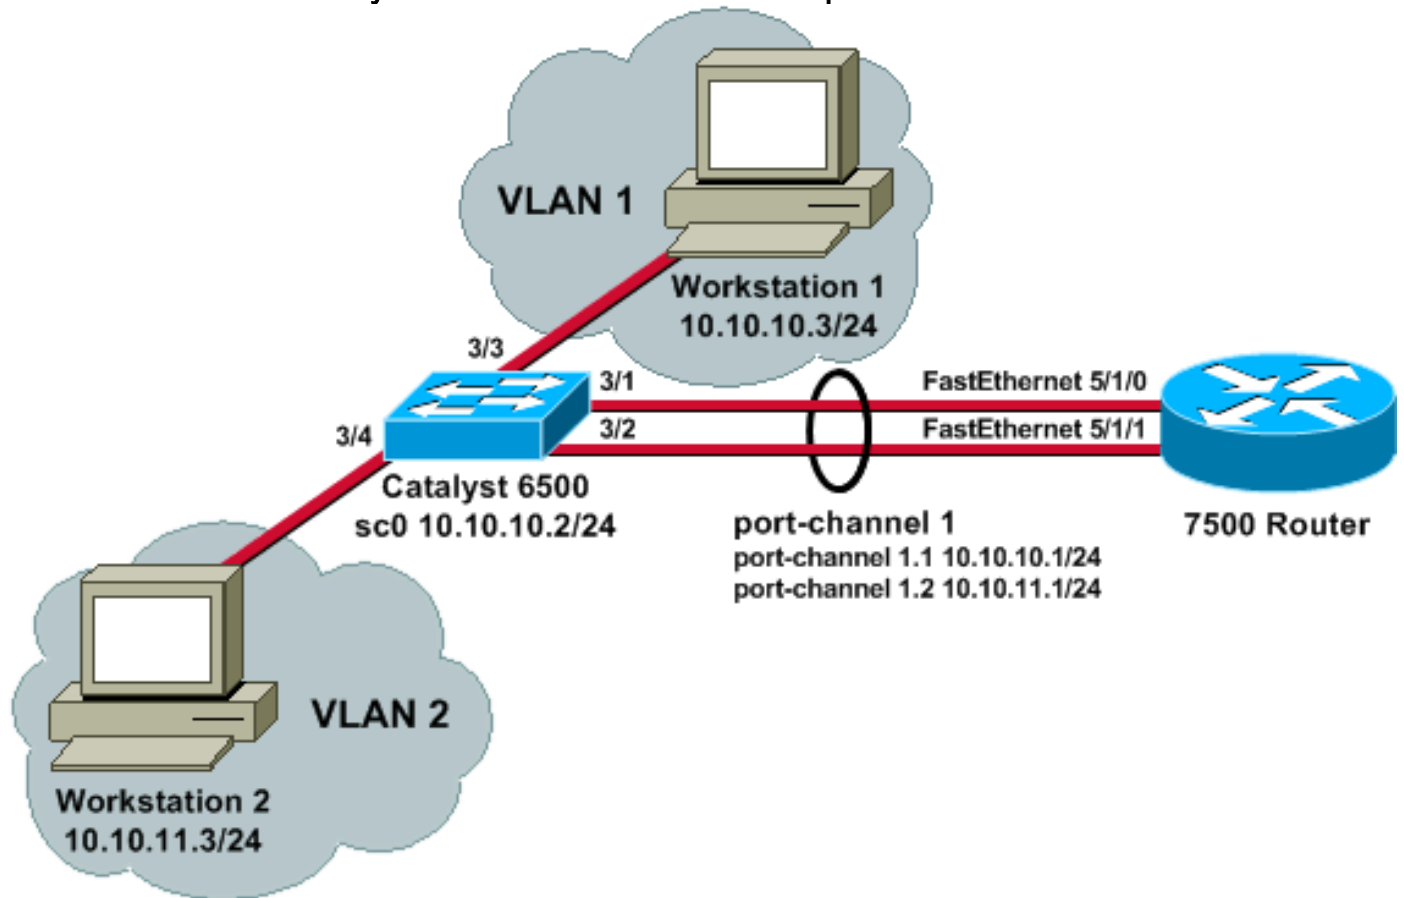 VLAN 1
Workstation 1
10.10.10.3/24
3/3
3/1
FastEthernet 5/1/0
3/4
3/2
FastEthernet 5/1/1
Catalyst 6500
sc0 10.10.10.2/24
port-channel 1
port-channel 1.1 10.10.10.1/24
port-channel 1.2 10.10.11.1/24
7500 Router
VLAN 2
Workstation 2
10.10.11.3/24